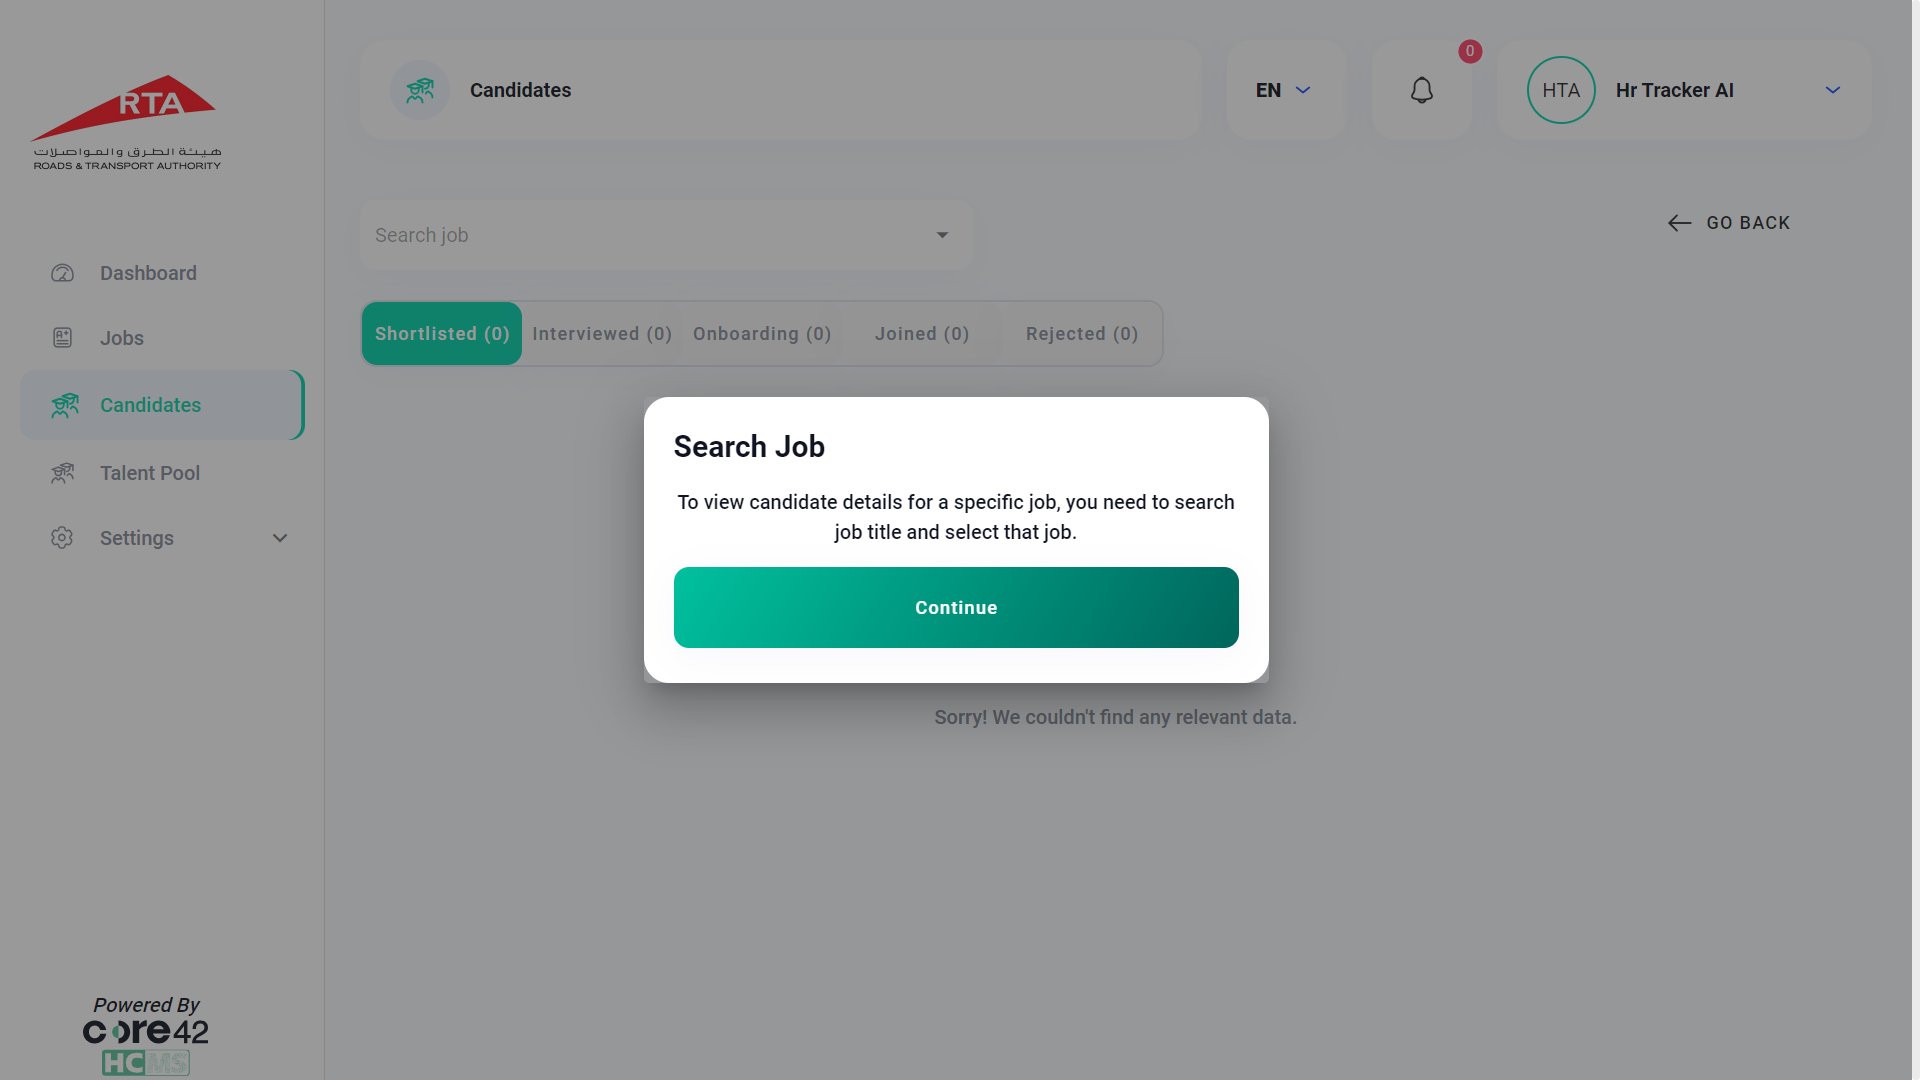 RTA
هيئة الطرق والمواصلات
ROADS & TRANSPORT AUTHORITY
Dashboard
Jobs
Candidates
Talent Pool
Settings
Powered By
core42
HCMS
Candidates
EN
0
HTA
Hr Tracker AI
Search job
GO BACK
Shortlisted (0)
Interviewed (0)
Onboarding (0)
Joined (0)
Rejected (0)
Search Job
To view candidate details for a specific job, you need to search
job title and select that job.
Continue
Sorry! We couldn't find any relevant data.